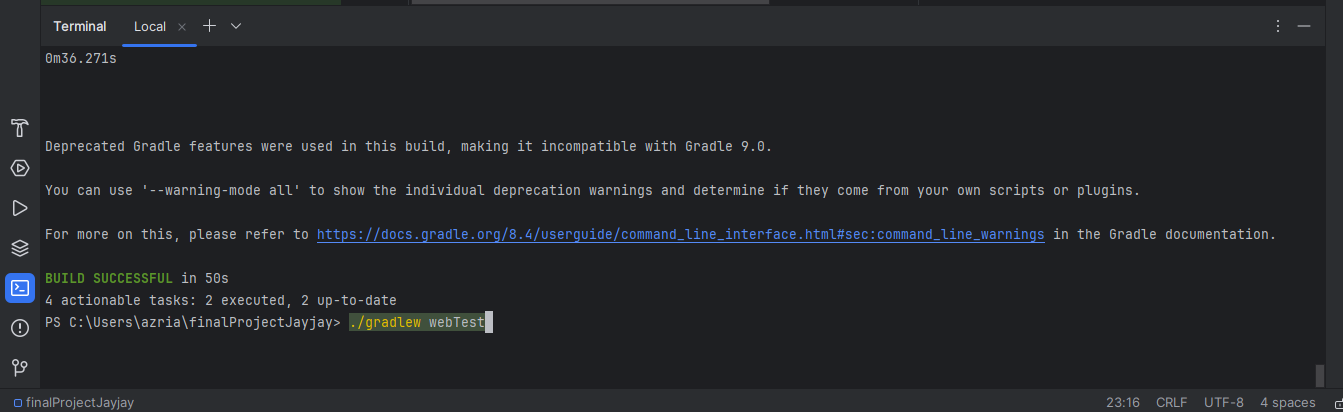 Terminal Local
0m36.271s
Deprecated Gradle features were used in this build, making it incompatible with Gradle 9.0.
You can use '--warning-mode all' to show the individual deprecation warnings and determine if they come from your own scripts or plugins.
For more on this, please refer to https://docs.gradle.org/8.4/userguide/command_line_interface.html#sec:command_line_warnings in the Gradle documentation.
BUILD SUCCESSFUL in 50s
4 actionable tasks: 2 executed, 2 up-to-date
PS C:\Users\azria\finalProjectJayjay> ./gradlew webTest
finalProjectJayjay 23:16 CRLF UTF-8 4 spaces